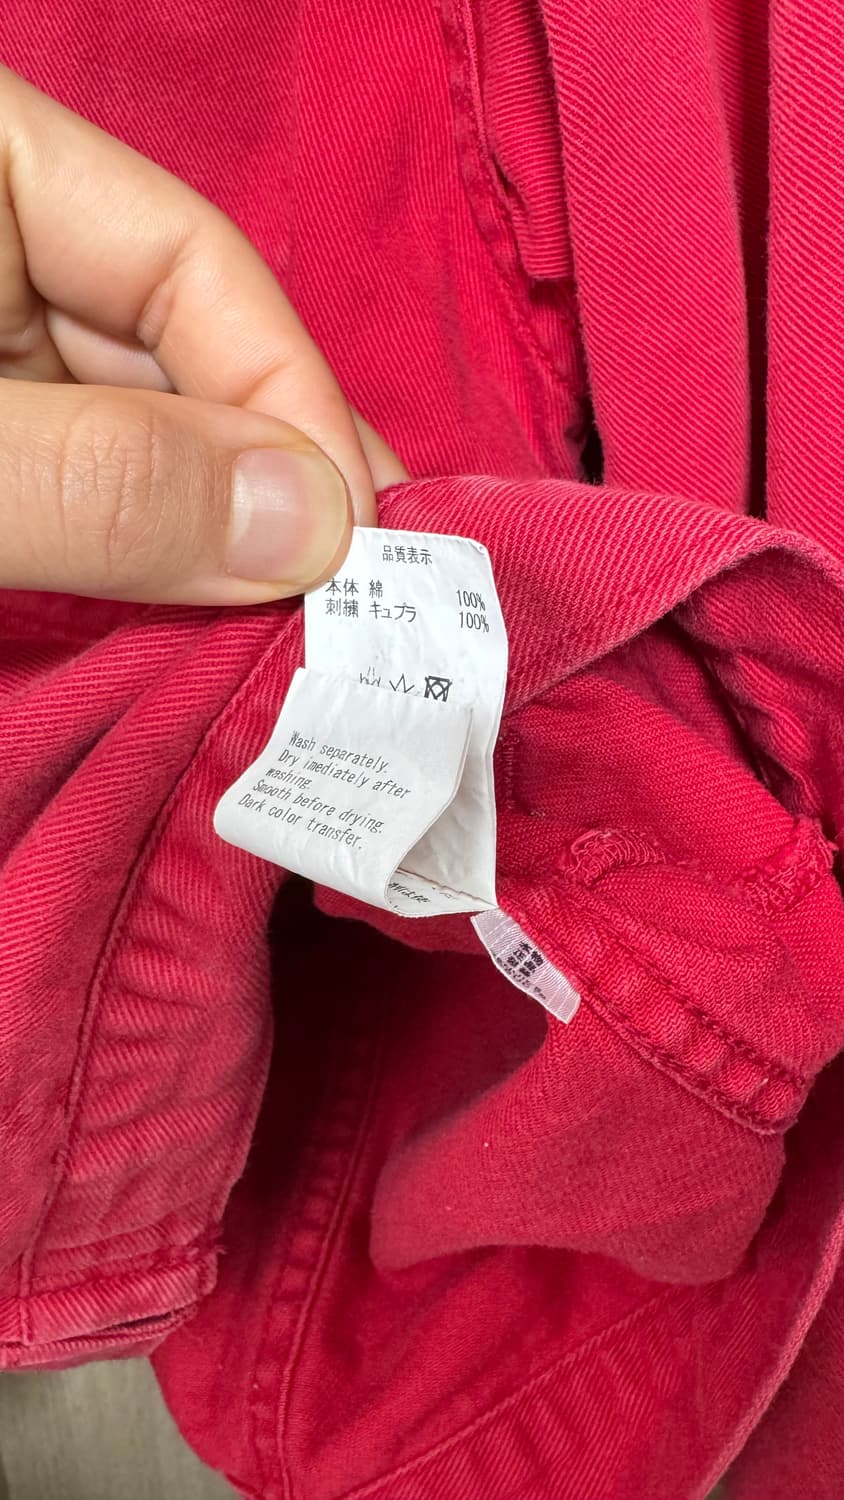 品質表示
本体 綿 100%
刺繍 キュプラ 100%
Wash separately.
Dry imediately after
washing.
Smooth before drying.
Dark color transfer.